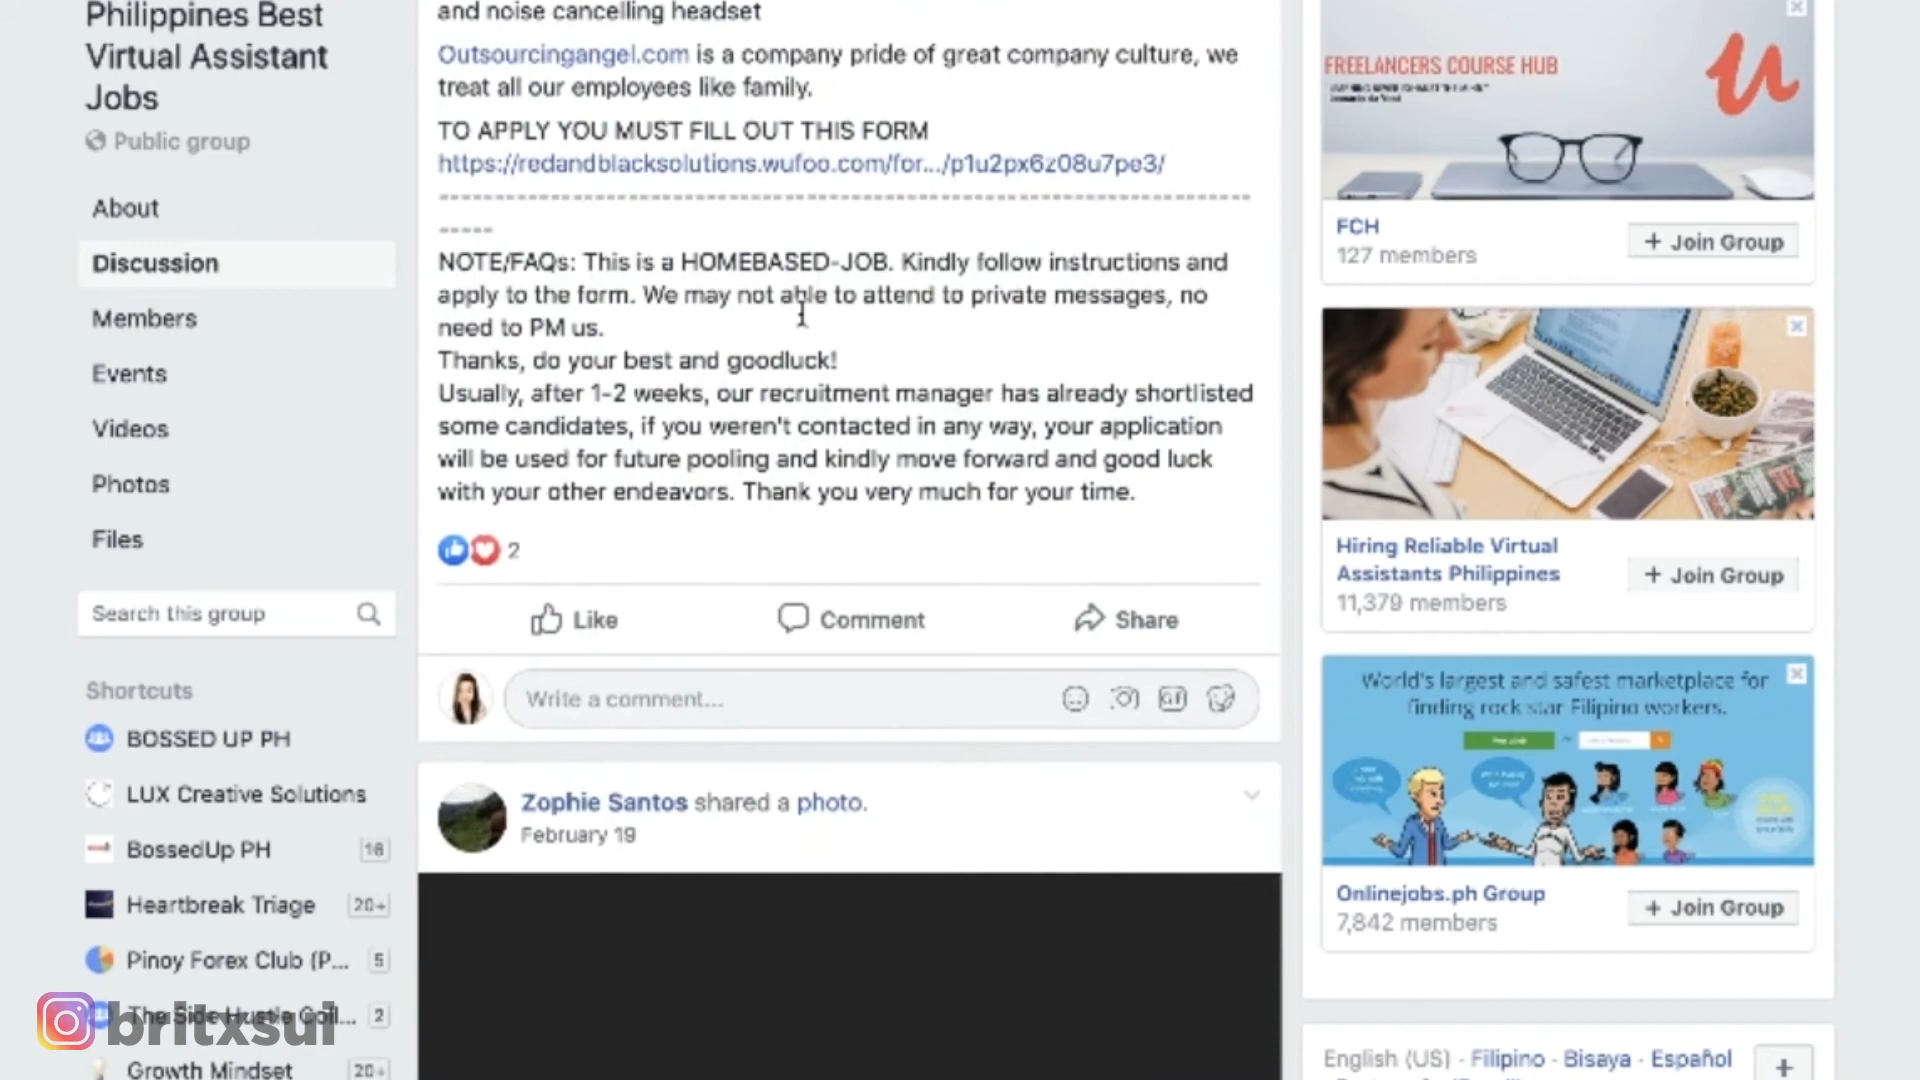 Philippines Best
Virtual Assistant
Jobs
Public group
About
Discussion
Members
Events
Videos
Photos
Files
Search this group
Shortcuts
BOSSED UP PH
LUX Creative Solutions
BossedUp PH 16
Heartbreak Triage 20+
Pinoy Forex Club (P... 5
The Side Hustle Coll... 2
britxsul
Growth Mindset 20+
and noise cancelling headset
Outsourcingangel.com is a company pride of great company culture, we
treat all our employees like family.
TO APPLY YOU MUST FILL OUT THIS FORM
https://redandblacksolutions.wufoo.com/for.../p1u2px6z08u7pe3/
--------------------------------------------------------------------------------
-----
NOTE/FAQs: This is a HOMEBASED-JOB. Kindly follow instructions and
apply to the form. We may not able to attend to private messages, no
need to PM us.
Thanks, do your best and goodluck!
Usually, after 1-2 weeks, our recruitment manager has already shortlisted
some candidates, if you weren't contacted in any way, your application
will be used for future pooling and kindly move forward and good luck
with your other endeavors. Thank you very much for your time.
2
Like Comment Share
Write a comment...
GIF
Zophie Santos shared a photo.
February 19
FREELANCERS COURSE HUB
FCH
127 members
+ Join Group
Hiring Reliable Virtual
Assistants Philippines
11,379 members
+ Join Group
World's largest and safest marketplace for
finding rock star Filipino workers.
Onlinejobs.ph Group
7,842 members
+ Join Group
English (US) · Filipino · Bisaya · Español
+